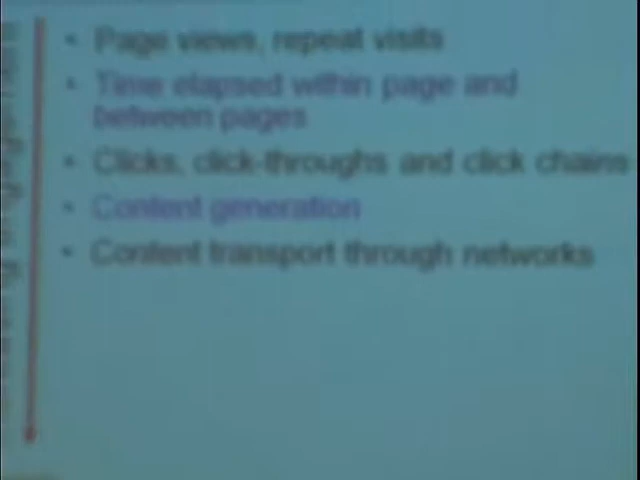 • Page views, repeat visits
• Time elapsed within page and
between pages
• Clicks, click-throughs and click chains
• Content generation
• Content transport through networks